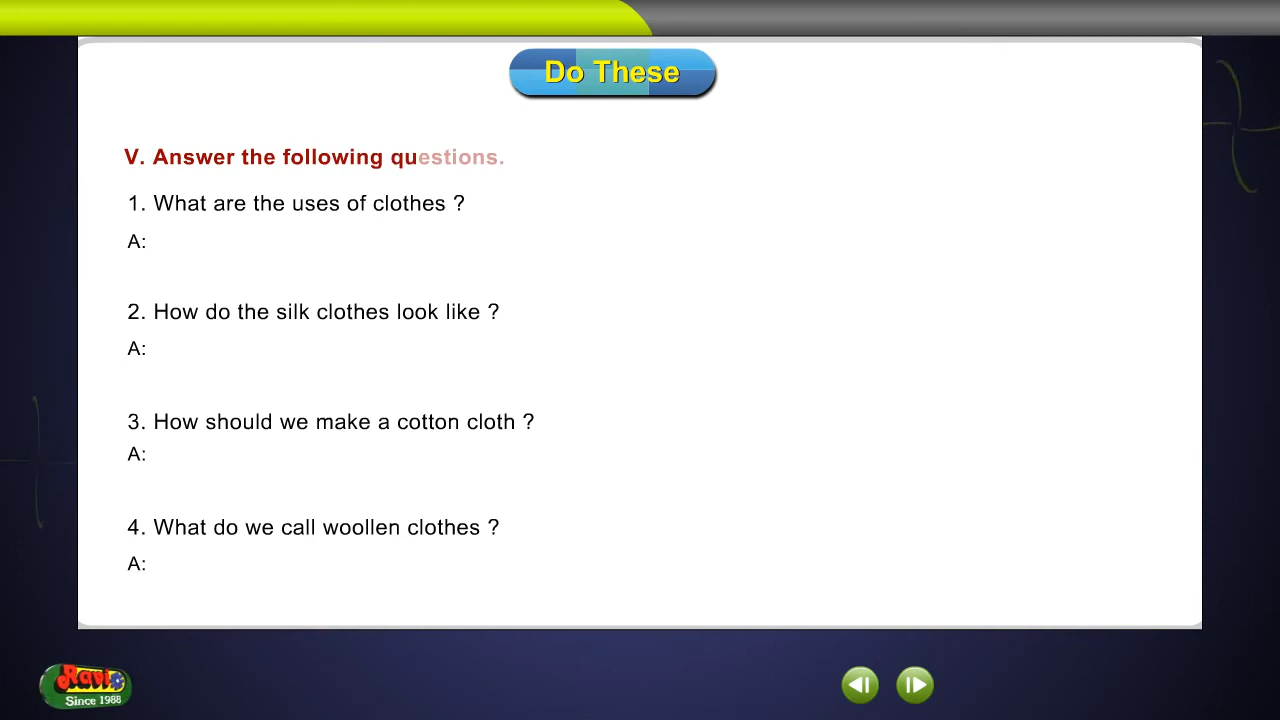 Do These
V. Answer the following questions.
1. What are the uses of clothes ?
A:
2. How do the silk clothes look like ?
A:
3. How should we make a cotton cloth ?
A:
4. What do we call woollen clothes ?
A:
Ravi
Since 1988